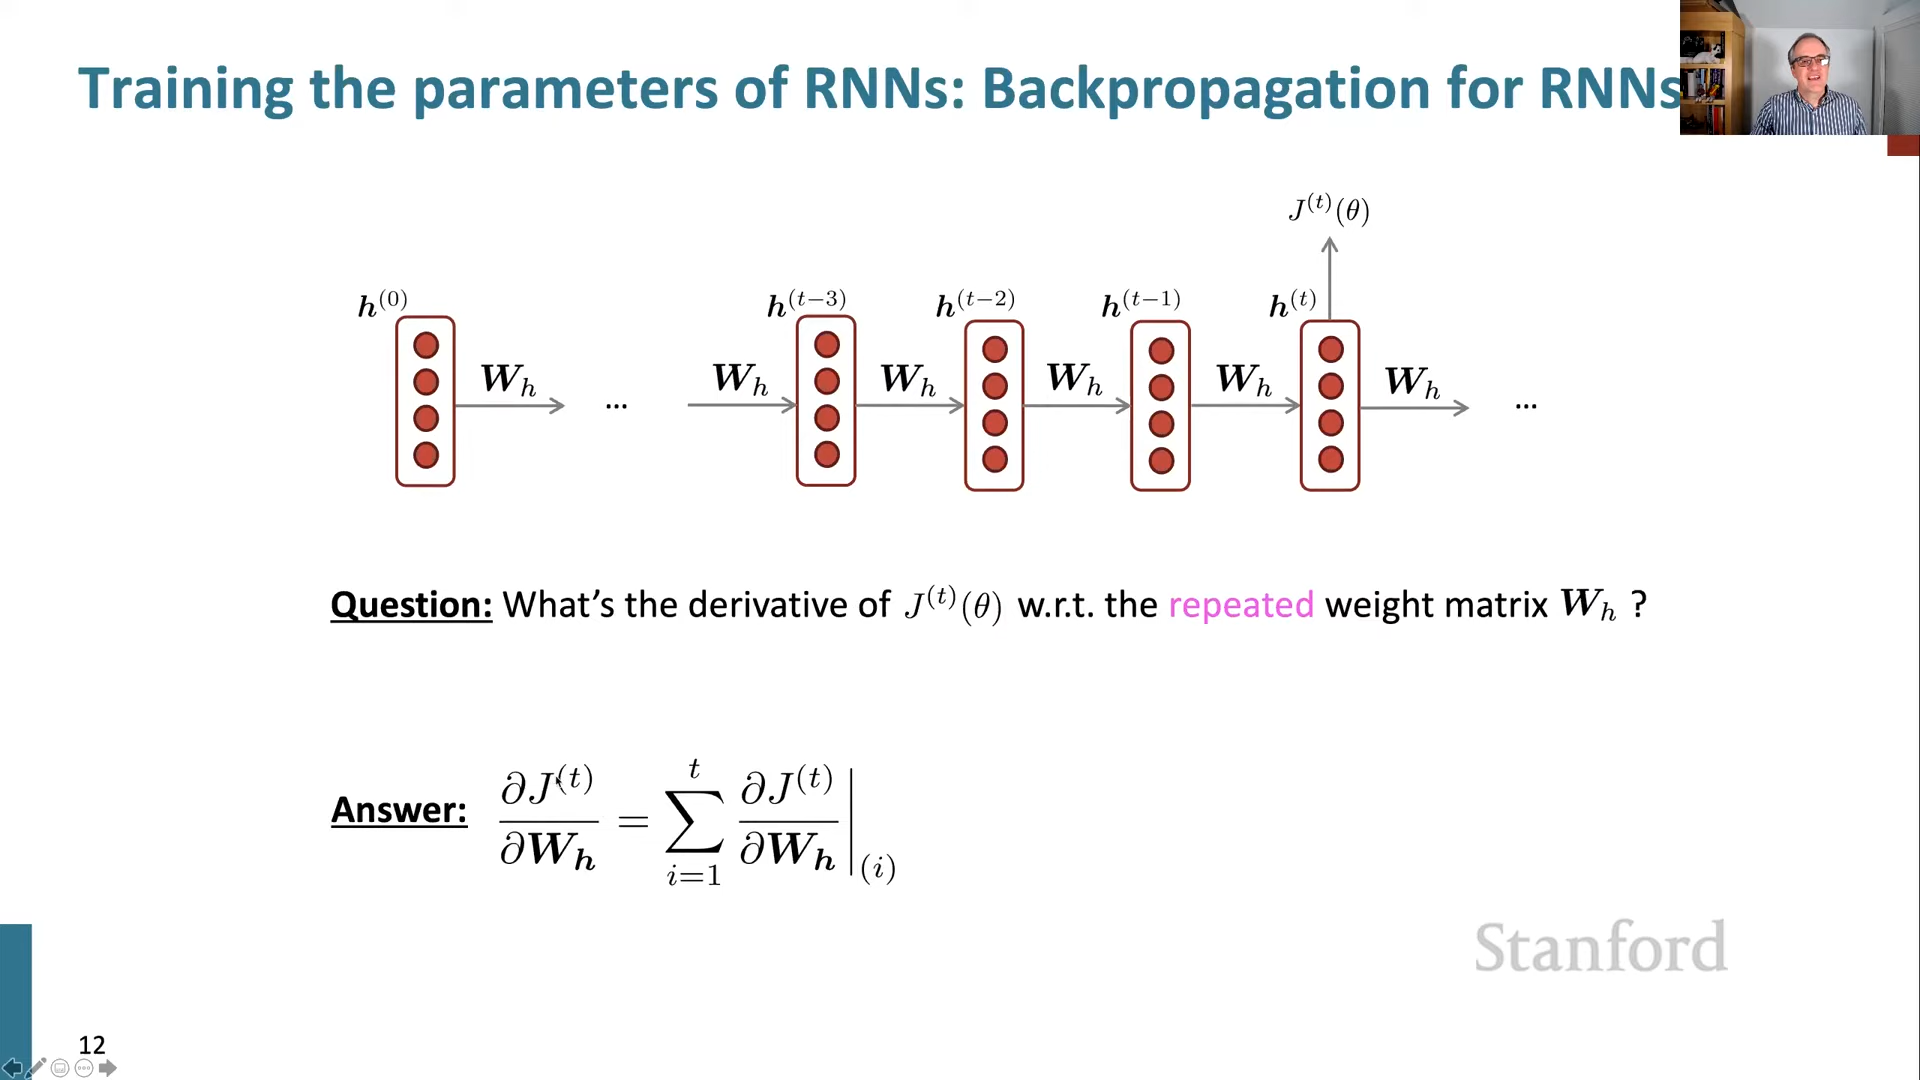 Training the parameters of RNNs: Backpropagation for RNNs
J^{(t)}(θ)
h^{(0)} h^{(t−3)} h^{(t−2)} h^{(t−1)} h^{(t)}
W_h ... W_h W_h W_h W_h W_h ...
Question: What’s the derivative of J^{(t)}(θ) w.r.t. the repeated weight matrix W_h ?
Answer: ∂J^{(t)}/∂W_h = ∑_{i=1}^{t} ∂J^{(t)}/∂W_h |_{(i)}
Stanford
12